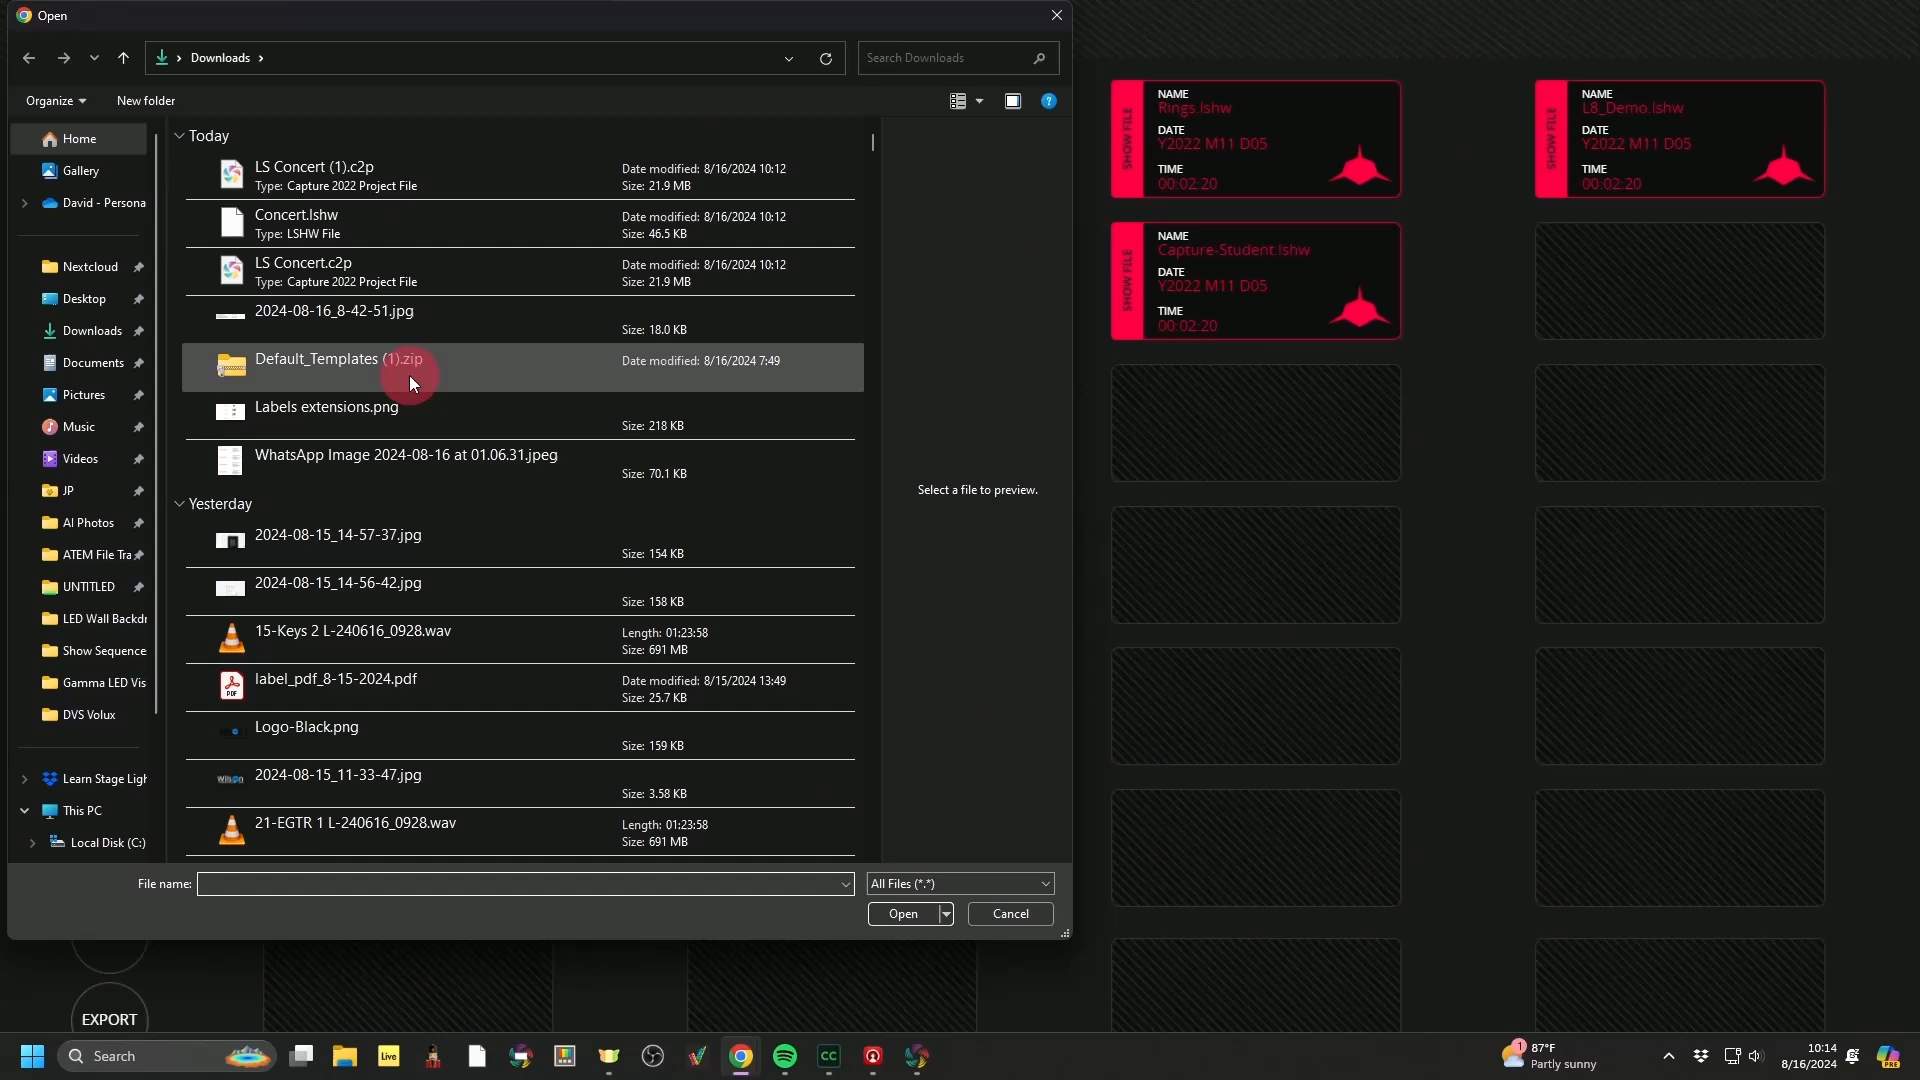 Open
Downloads
Search Downloads
Organize
New folder
Home
Gallery
David - Persona
Nextcloud
Desktop
Downloads
Documents
Pictures
Music
Videos
JP
AI Photos
ATEM File Tra
UNTITLED
LED Wall Backdr
Show Sequence
Gamma LED Vis
DVS Volux
Learn Stage Ligh
This PC
Local Disk (C:)
Today
LS Concert (1).c2p
Type: Capture 2022 Project File
Date modified: 8/16/2024 10:12
Size: 21.9 MB
Concert.lshw
Type: LSHW File
Date modified: 8/16/2024 10:12
Size: 46.5 KB
LS Concert.c2p
Type: Capture 2022 Project File
Date modified: 8/16/2024 10:12
Size: 21.9 MB
2024-08-16_8-42-51.jpg
Size: 18.0 KB
Default_Templates (1).zip
Date modified: 8/16/2024 7:49
Labels extensions.png
Size: 218 KB
WhatsApp Image 2024-08-16 at 01.06.31.jpeg
Size: 70.1 KB
Yesterday
2024-08-15_14-57-37.jpg
Size: 154 KB
2024-08-15_14-56-42.jpg
Size: 158 KB
15-Keys 2 L-240616_0928.wav
Length: 01:23:58
Size: 691 MB
label_pdf_8-15-2024.pdf
Date modified: 8/15/2024 13:49
Size: 25.7 KB
PDF
Logo-Black.png
Size: 159 KB
2024-08-15_11-33-47.jpg
Size: 3.58 KB
21-EGTR 1 L-240616_0928.wav
Length: 01:23:58
Size: 691 MB
Select a file to preview.
File name:
All Files (*.*)
Open
Cancel
SHOW FILE
NAME
Rings.lshw
DATE
Y2022 M11 D05
TIME
00:02:20
SHOW FILE
NAME
L8_Demo.lshw
DATE
Y2022 M11 D05
TIME
00:02:20
SHOW FILE
NAME
Capture-Student.lshw
DATE
Y2022 M11 D05
TIME
00:02:20
EXPORT
Search
Live
CC
1
87°F
Partly sunny
10:14
8/16/2024
PRE